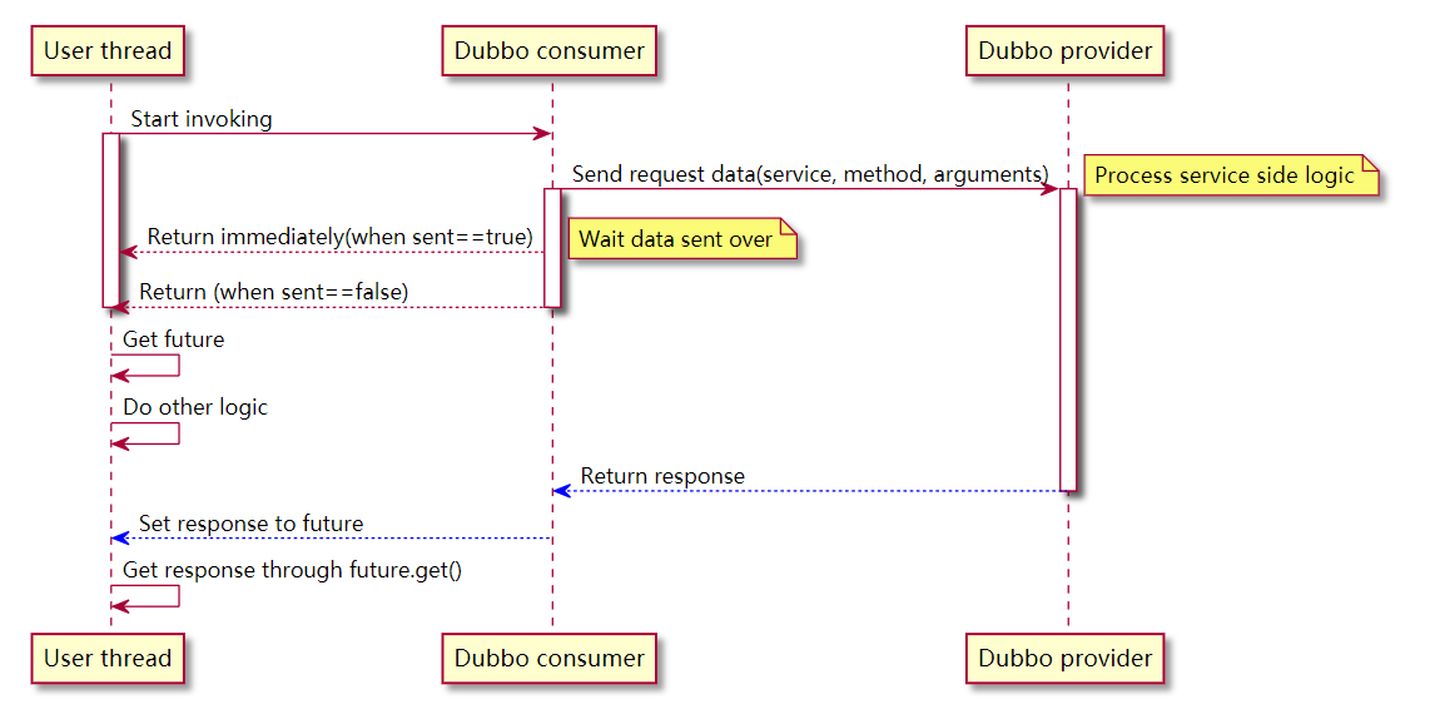 User thread
Dubbo consumer
Dubbo provider
Start invoking
Send request data(service, method, arguments)
Process service side logic
Return immediately(when sent==true)
Wait data sent over
Return (when sent==false)
Get future
Do other logic
Return response
Set response to future
Get response through future.get()
User thread
Dubbo consumer
Dubbo provider